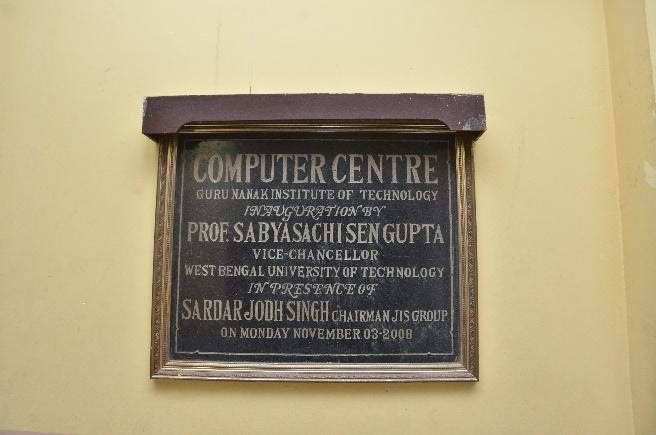 COMPUTER CENTRE
GURU NANAK INSTITUTE OF TECHNOLOGY
INAUGURATION BY
PROF. SABYASACHI SEN GUPTA
VICE-CHANCELLOR
WEST BENGAL UNIVERSITY OF TECHNOLOGY
IN PRESENCE OF
SARDAR JODH SINGH CHAIRMAN JIS GROUP
ON MONDAY NOVEMBER 03-2008